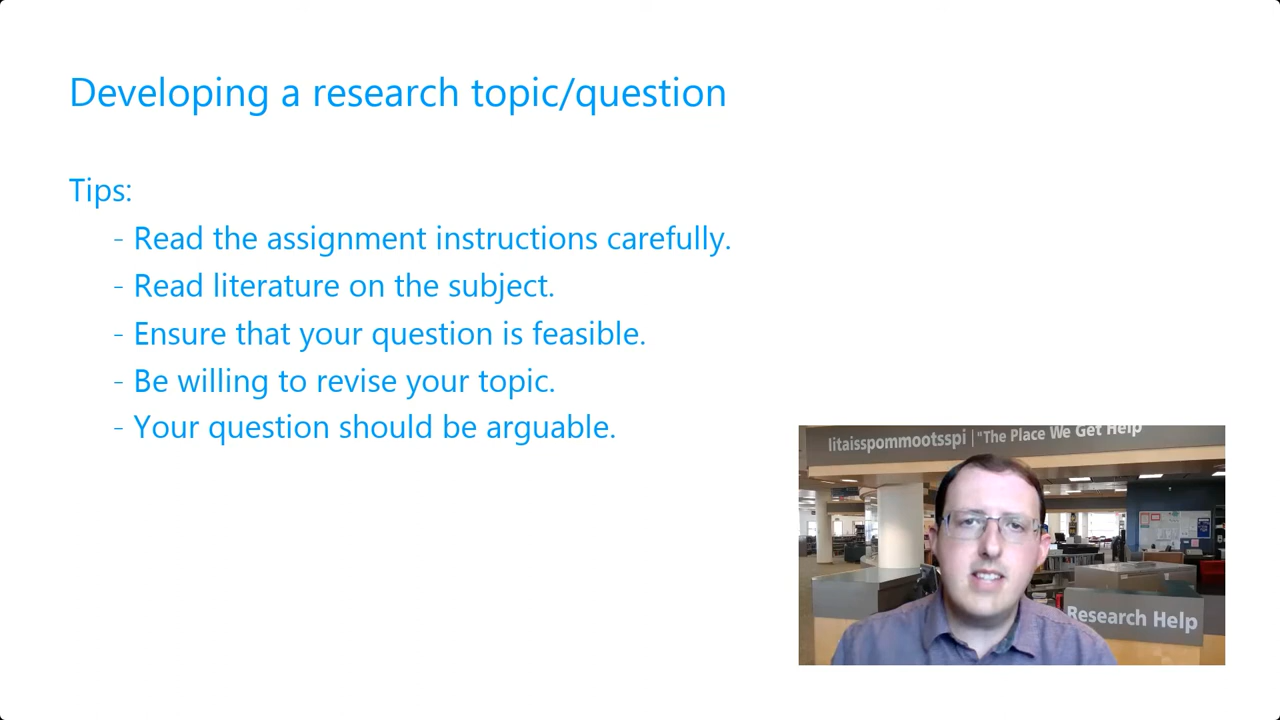 Developing a research topic/question
Tips:
- Read the assignment instructions carefully.
- Read literature on the subject.
- Ensure that your question is feasible.
- Be willing to revise your topic.
- Your question should be arguable.
litaisspommootsspi | "The Place We Get Help
Research Help